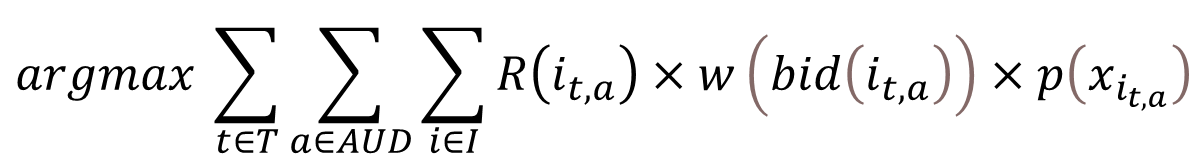 argmax ∑_{t∈T} ∑_{a∈AUD} ∑_{i∈I} R(i_{t,a}) × w(bid(i_{t,a})) × p(x_{i_{t,a}})